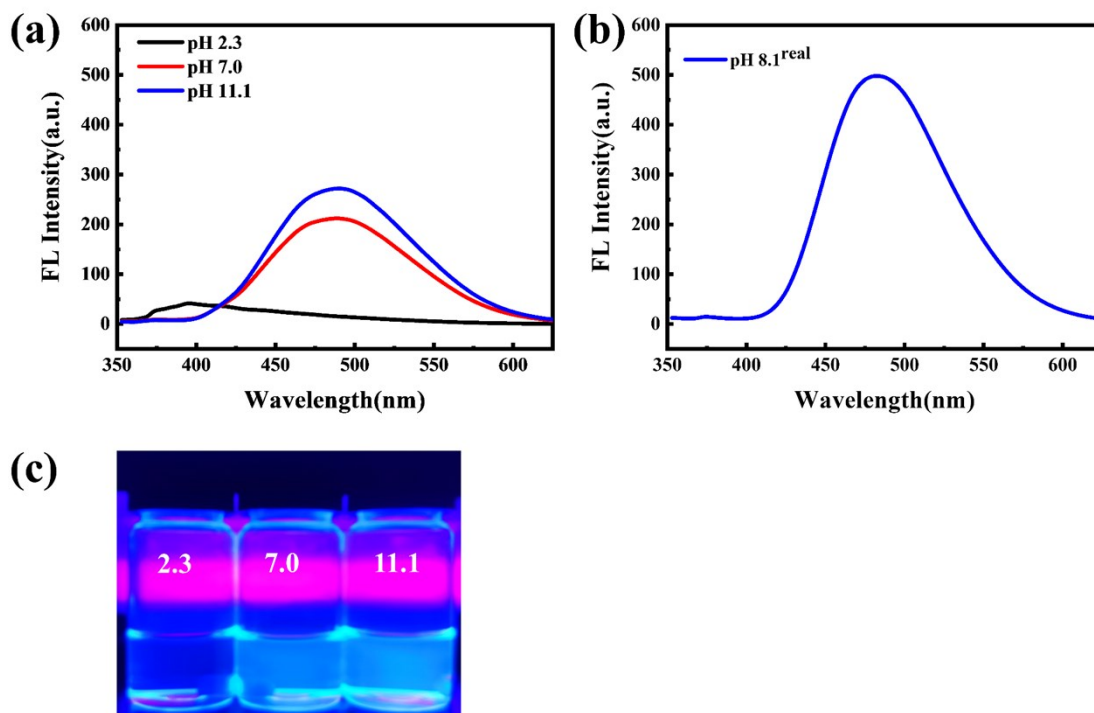 (a)
600
500
400
300
200
100
0
FL Intensity(a.u.)
pH 2.3
pH 7.0
pH 11.1
350 400 450 500 550 600
Wavelength(nm)
(b)
600
500
400
300
200
100
0
FL Intensity(a.u.)
pH 8.1real
350 400 450 500 550 600
Wavelength(nm)
(c)
2.3 7.0 11.1